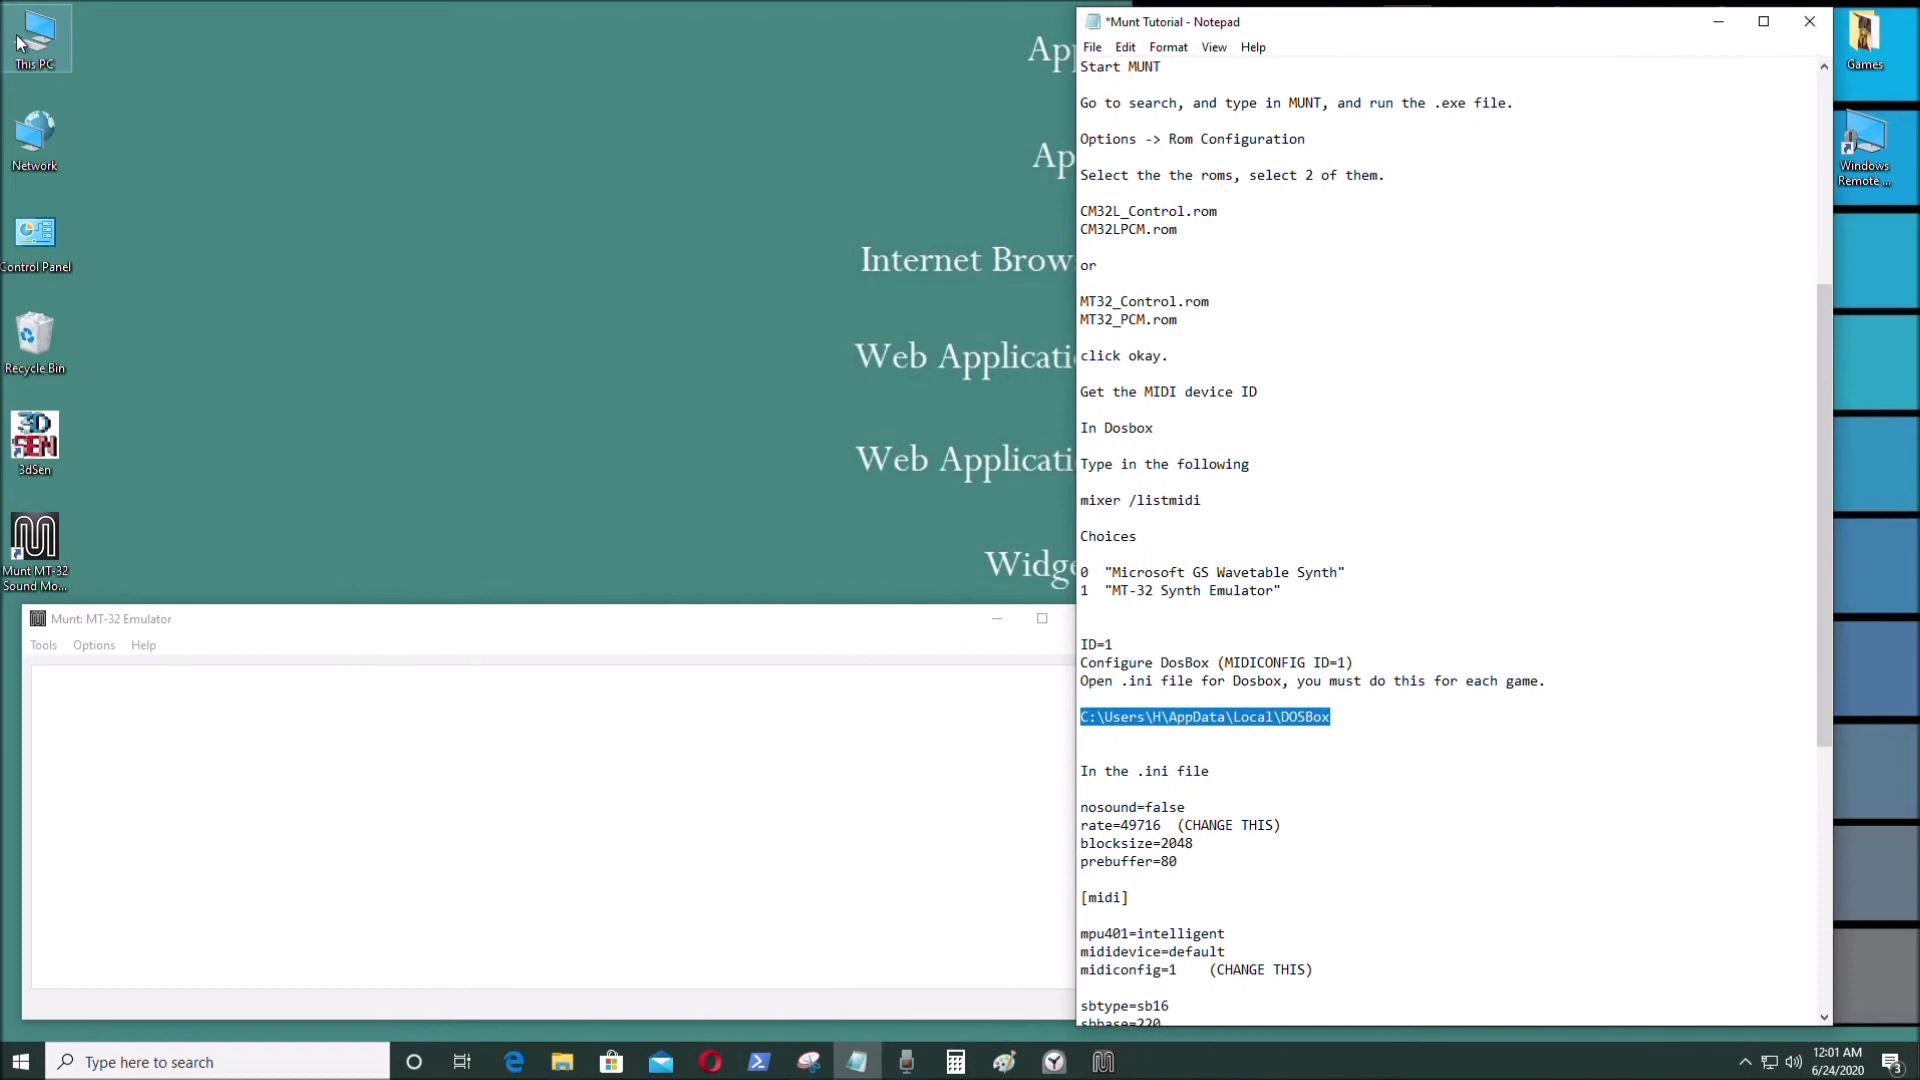 This PC
Network
Control Panel
Recycle Bin
3D
SEN
3dSen
Munt MT-32
Sound Mo...
Ap
Ap
Internet Brow
Web Applicati
Web Applicati
Widge
Munt: MT-32 Emulator
Tools Options Help
*Munt Tutorial - Notepad
File Edit Format View Help
Start MUNT
Go to search, and type in MUNT, and run the .exe file.
Options -> Rom Configuration
Select the the roms, select 2 of them.
CM32L_Control.rom
CM32LPCM.rom
or
MT32_Control.rom
MT32_PCM.rom
click okay.
Get the MIDI device ID
In Dosbox
Type in the following
mixer /listmidi
Choices
0 "Microsoft GS Wavetable Synth"
1 "MT-32 Synth Emulator"
ID=1
Configure DosBox (MIDICONFIG ID=1)
Open .ini file for Dosbox, you must do this for each game.
C:\Users\H\AppData\Local\DOSBox
In the .ini file
nosound=false
rate=49716 (CHANGE THIS)
blocksize=2048
prebuffer=80
[midi]
mpu401=intelligent
mididevice=default
midiconfig=1 (CHANGE THIS)
sbtype=sb16
sbbase=220
Games
Windows
Remote ...
Type here to search
12:01 AM
6/24/2020
3